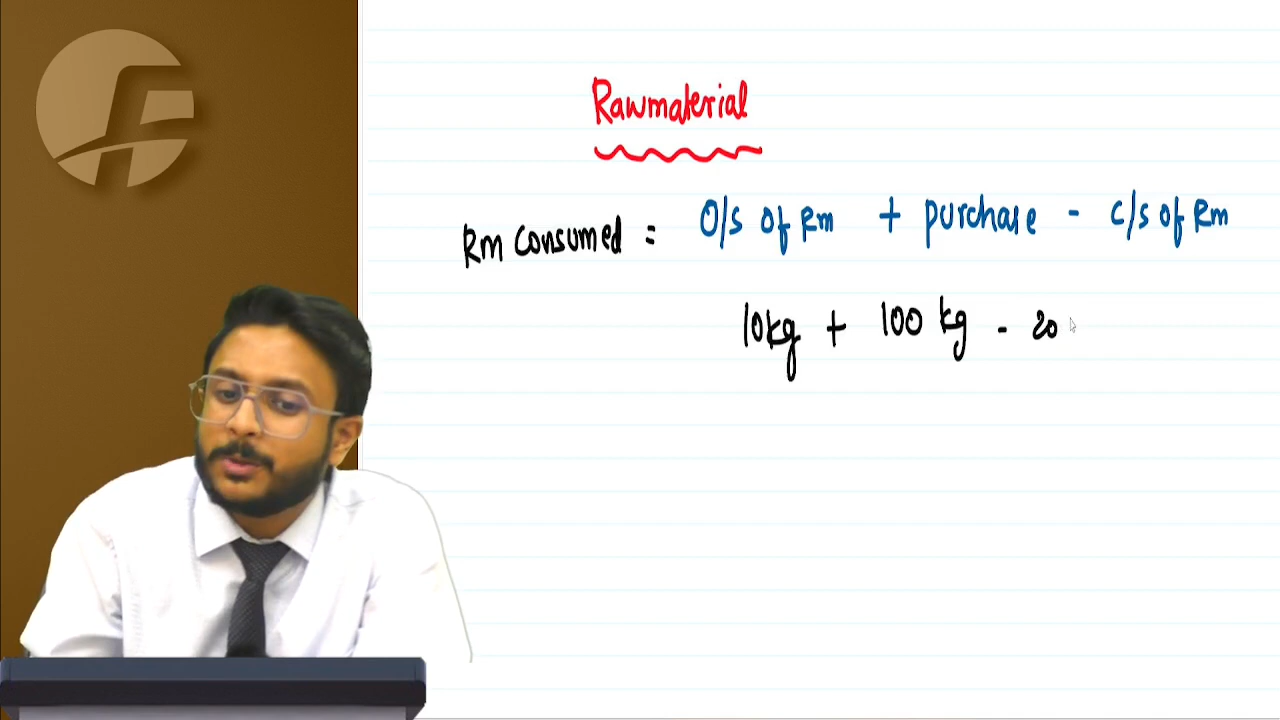 Rawmaterial
Rm consumed = O/s of Rm + purchase - c/s of Rm
10kg + 100 kg - 20